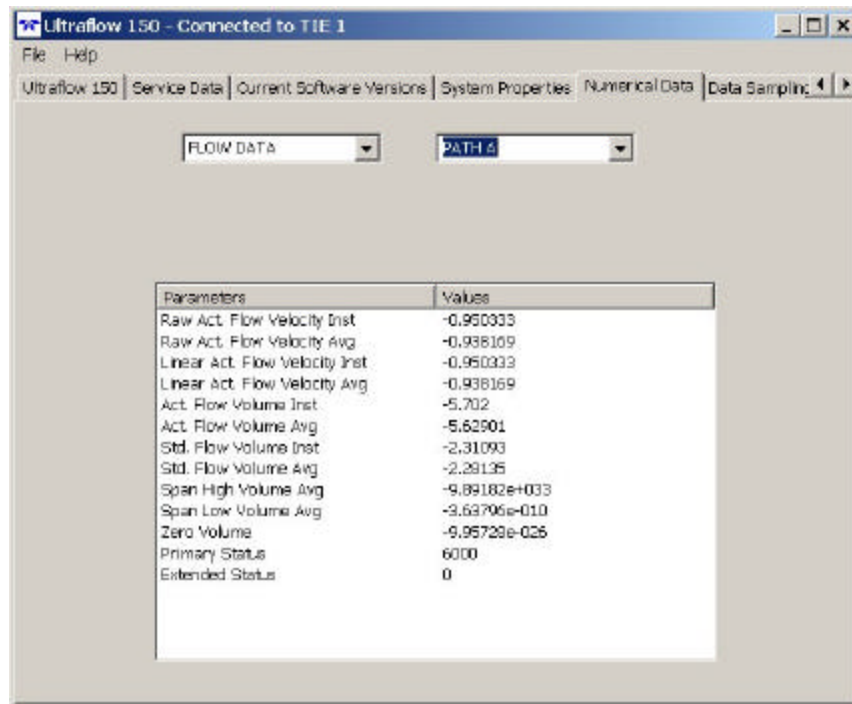 Ultraflow 150 - Connected to TIE 1
File Help
Ultraflow 150 Service Data Current Software Versions System Properties Numerical Data Data Sampling
FLOW DATA PATH A
Parameters Values
Raw Act. Flow Velocity Inst -0.950333
Raw Act. Flow Velocity Avg -0.938169
Linear Act. Flow Velocity Inst -0.950333
Linear Act. Flow Velocity Avg -0.938169
Act. Flow Volume Inst -5.702
Act. Flow Volume Avg -5.62901
Std. Flow Volume Inst -2.31093
Std. Flow Volume Avg -2.28135
Span High Volume Avg -9.89182e+033
Span Low Volume Avg -3.63796e-010
Zero Volume -9.95728e-026
Primary Status 6000
Extended Status 0